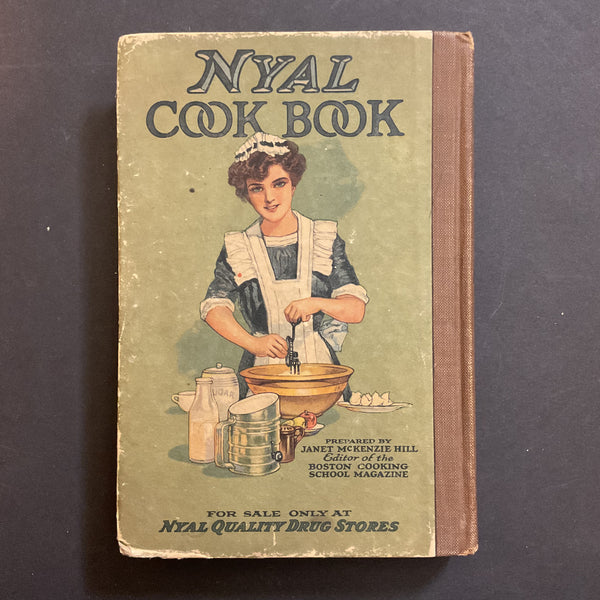 NYAL
COOK BOOK
SUGAR
PREPARED BY
JANET MCKENZIE HILL
Editor of the
BOSTON COOKING
SCHOOL MAGAZINE
FOR SALE ONLY AT
NYAL QUALITY DRUG STORES